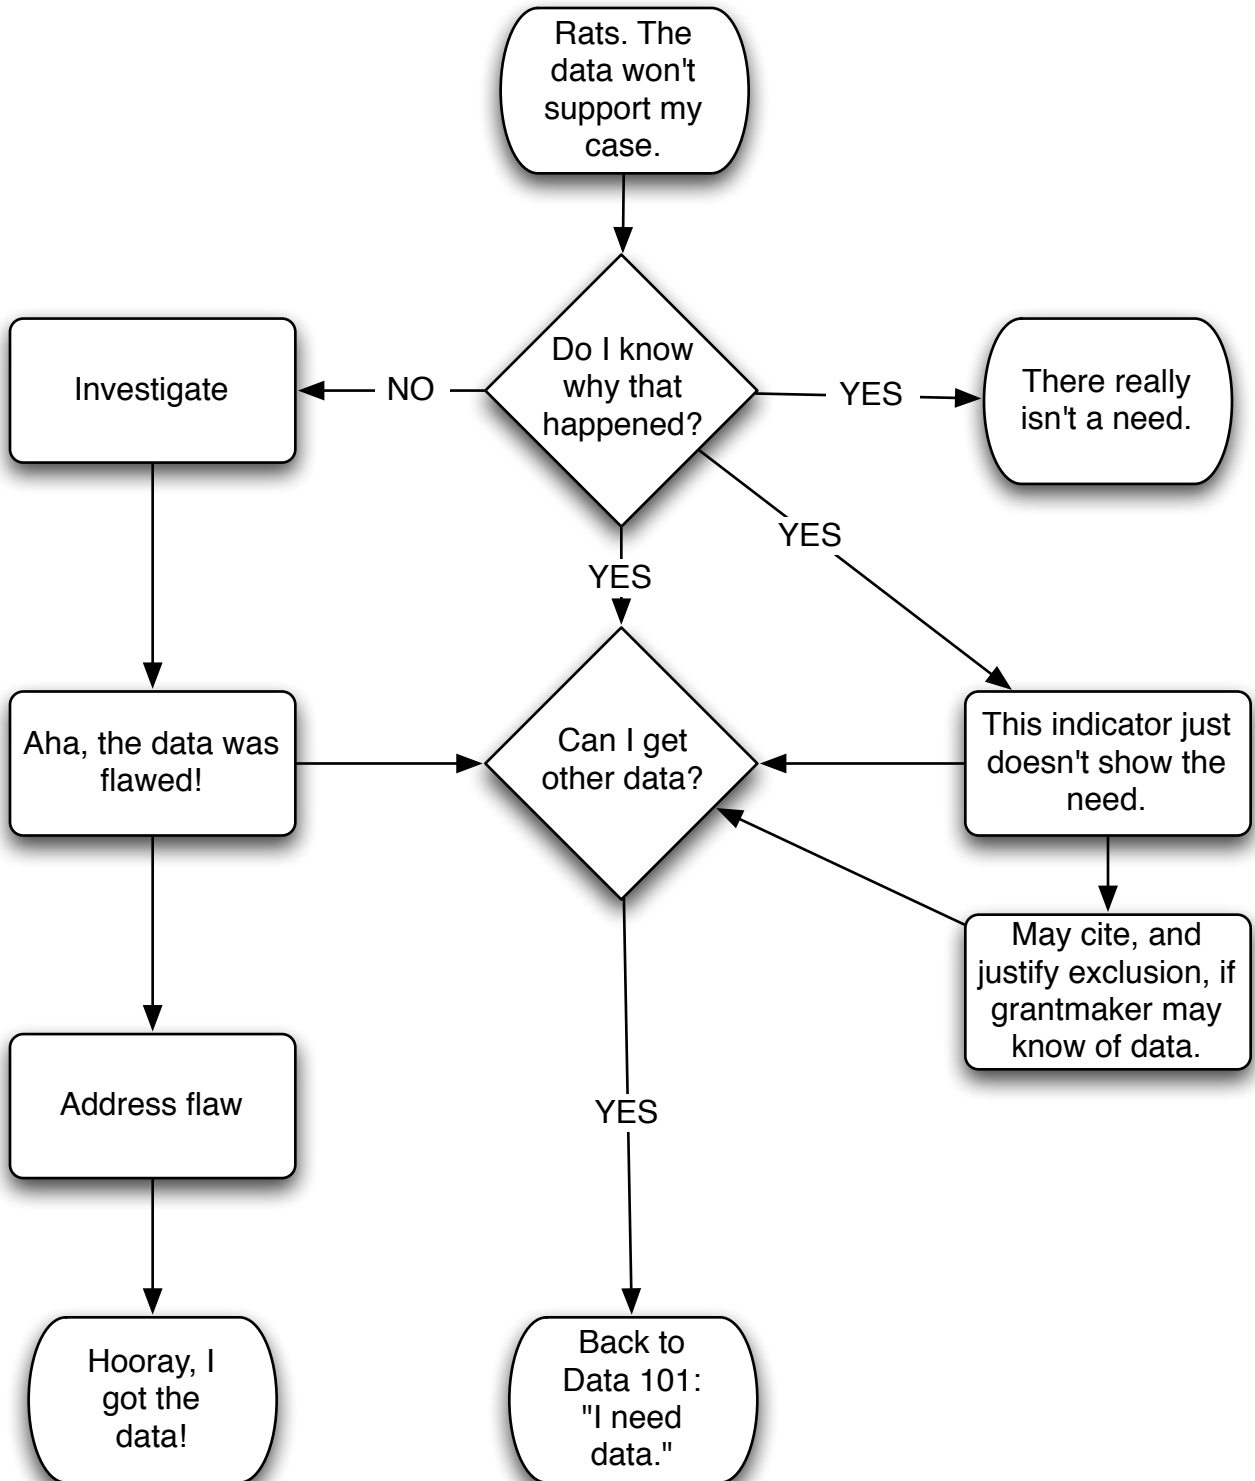 Rats. The
data won't
support my
case.
Do I know
why that
happened?
Investigate
NO
YES
There really
isn't a need.
YES
YES
Aha, the data was
flawed!
Can I get
other data?
This indicator just
doesn't show the
need.
May cite, and
justify exclusion, if
grantmaker may
know of data.
Address flaw
YES
Hooray, I
got the
data!
Back to
Data 101:
"I need
data."